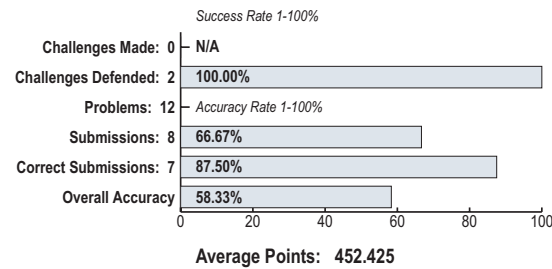 Success Rate 1-100%
Challenges Made: 0 N/A
Challenges Defended: 2 100.00%
Problems: 12 Accuracy Rate 1-100%
Submissions: 8 66.67%
Correct Submissions: 7 87.50%
Overall Accuracy 58.33%
0 20 40 60 80 100
Average Points: 452.425